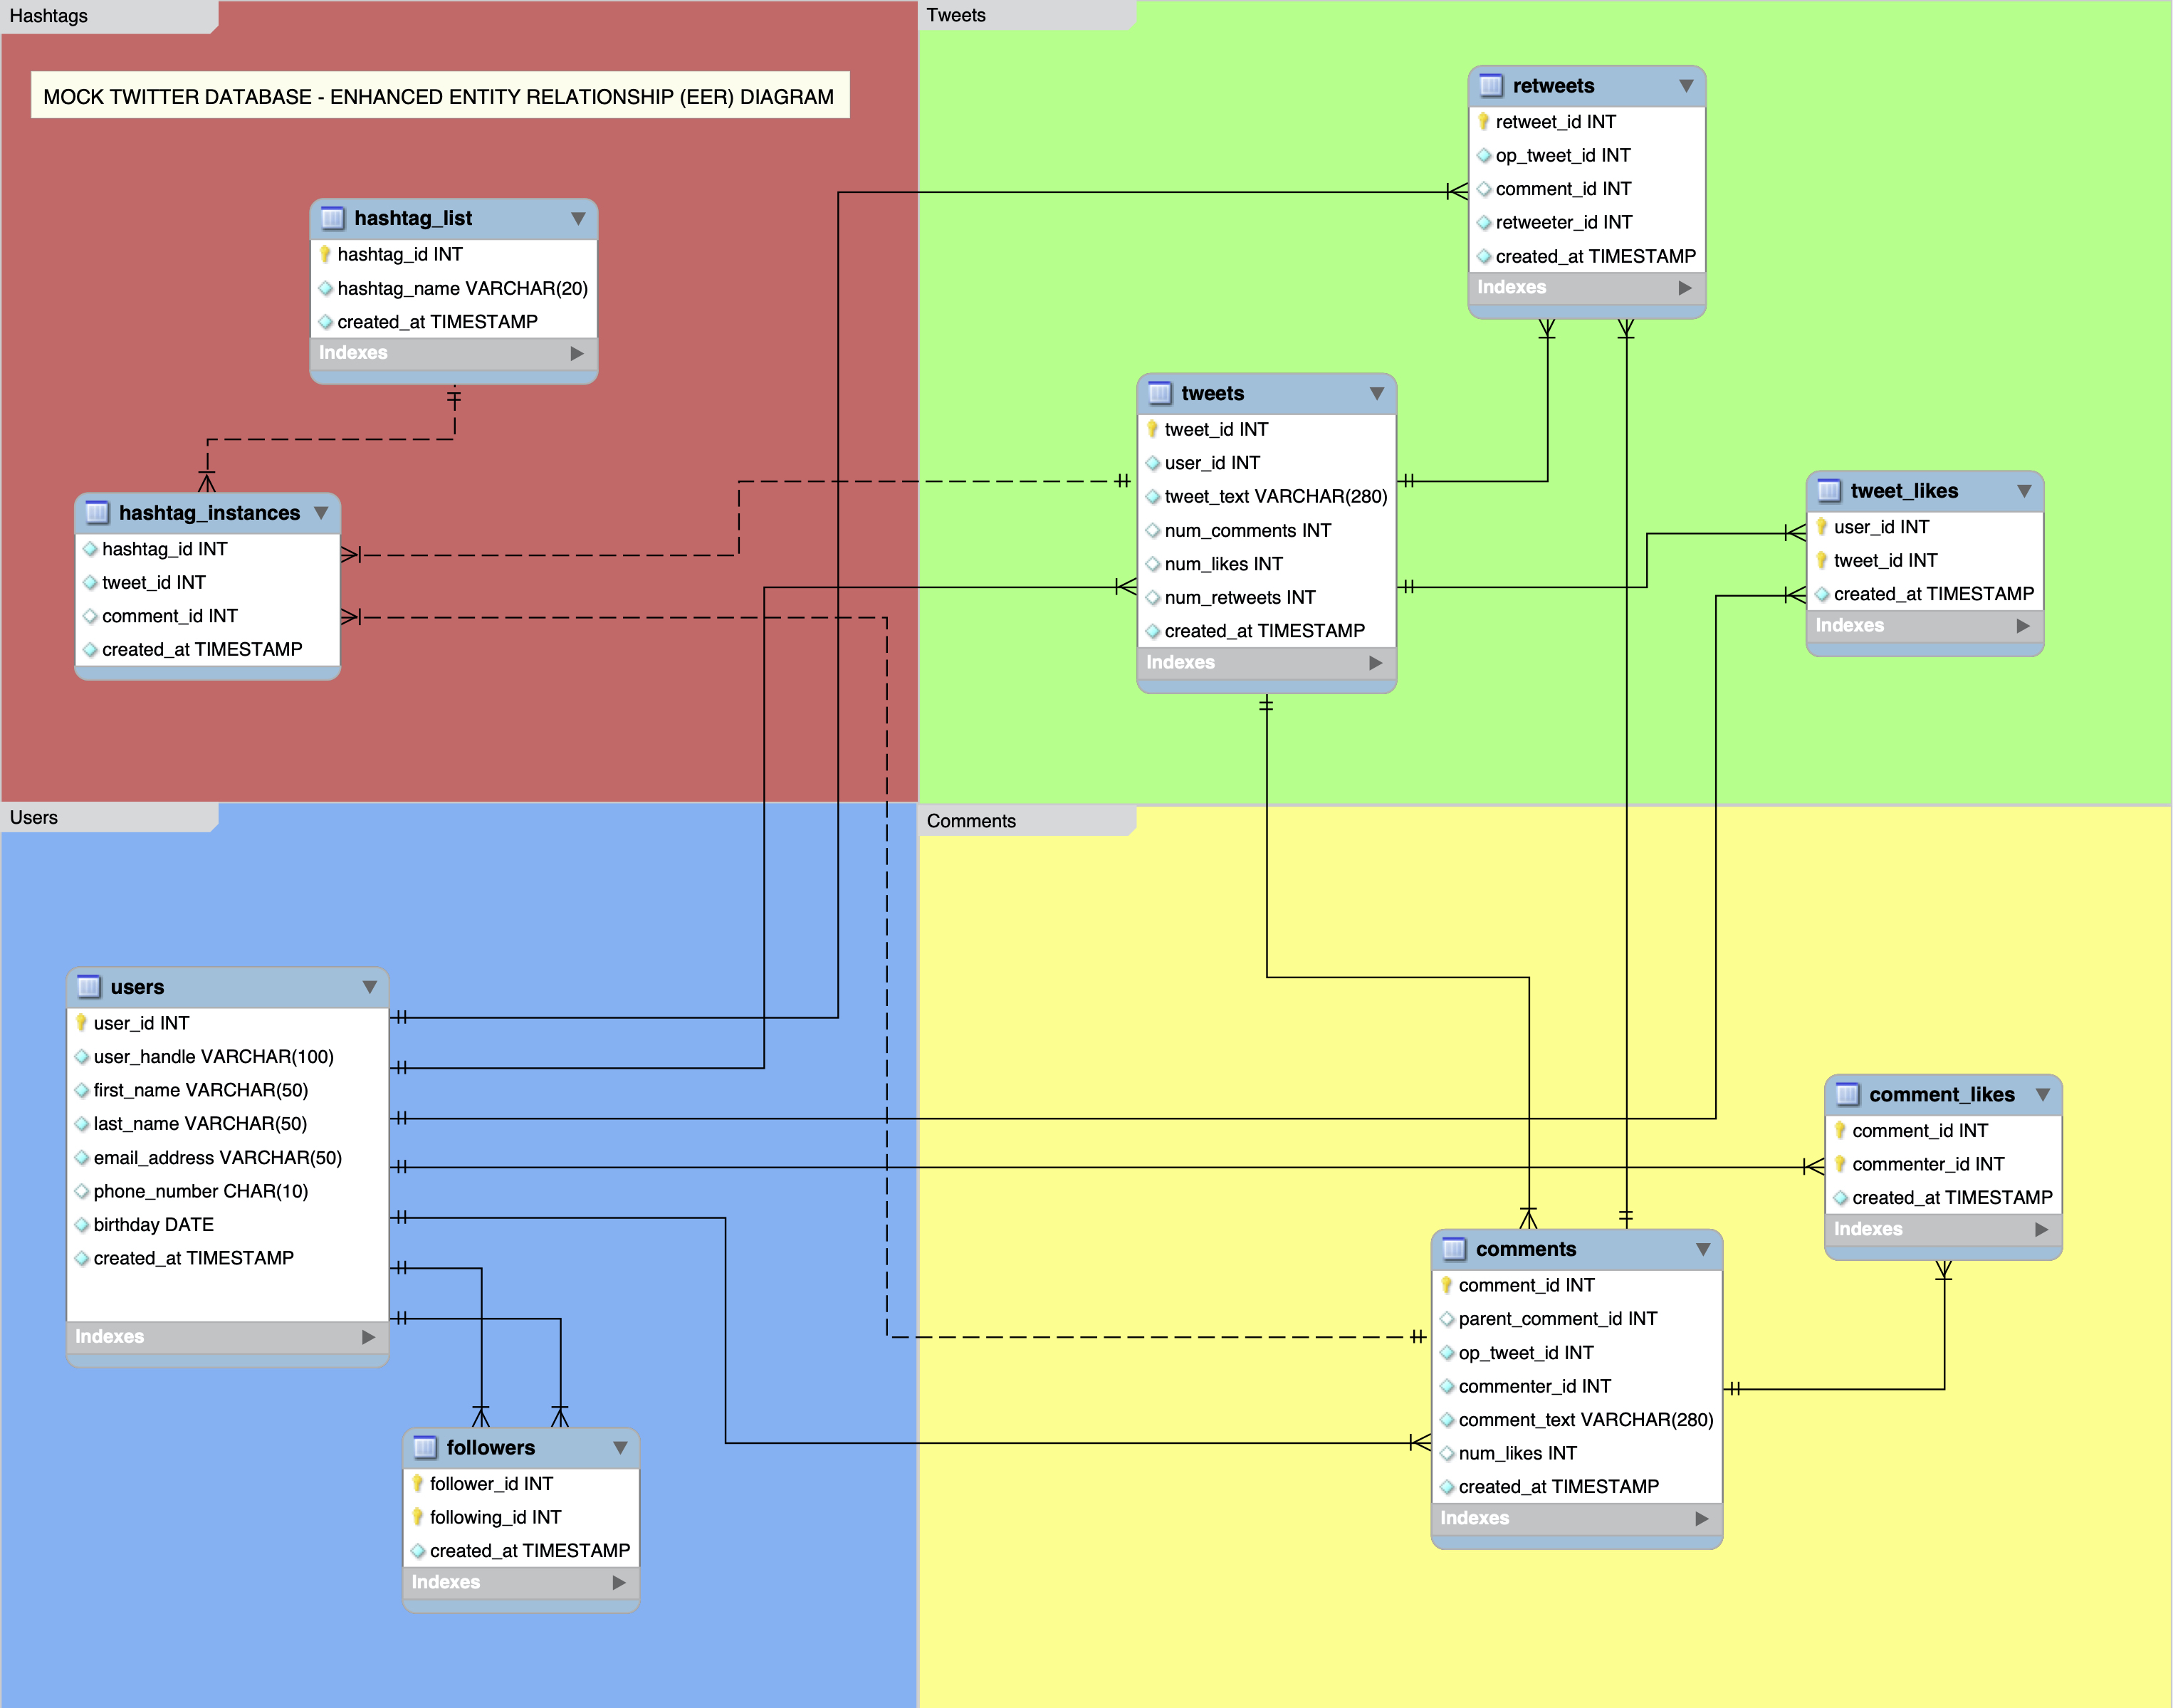 Hashtags
MOCK TWITTER DATABASE - ENHANCED ENTITY RELATIONSHIP (EER) DIAGRAM
hashtag_list
hashtag_id INT
hashtag_name VARCHAR(20)
created_at TIMESTAMP
Indexes
hashtag_instances
hashtag_id INT
tweet_id INT
comment_id INT
created_at TIMESTAMP
Tweets
retweets
retweet_id INT
op_tweet_id INT
comment_id INT
retweeter_id INT
created_at TIMESTAMP
Indexes
tweets
tweet_id INT
user_id INT
tweet_text VARCHAR(280)
num_comments INT
num_likes INT
num_retweets INT
created_at TIMESTAMP
Indexes
tweet_likes
user_id INT
tweet_id INT
created_at TIMESTAMP
Indexes
Users
users
user_id INT
user_handle VARCHAR(100)
first_name VARCHAR(50)
last_name VARCHAR(50)
email_address VARCHAR(50)
phone_number CHAR(10)
birthday DATE
created_at TIMESTAMP
Indexes
followers
follower_id INT
following_id INT
created_at TIMESTAMP
Indexes
Comments
comment_likes
comment_id INT
commenter_id INT
created_at TIMESTAMP
Indexes
comments
comment_id INT
parent_comment_id INT
op_tweet_id INT
commenter_id INT
comment_text VARCHAR(280)
num_likes INT
created_at TIMESTAMP
Indexes